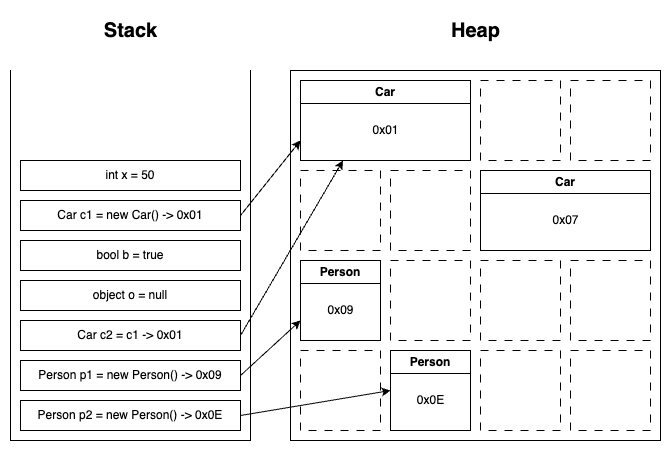 Stack
Heap
int x = 50
Car c1 = new Car() -> 0x01
bool b = true
object o = null
Car c2 = c1 -> 0x01
Person p1 = new Person() -> 0x09
Person p2 = new Person() -> 0x0E
Car
0x01
Car
0x07
Person
0x09
Person
0x0E